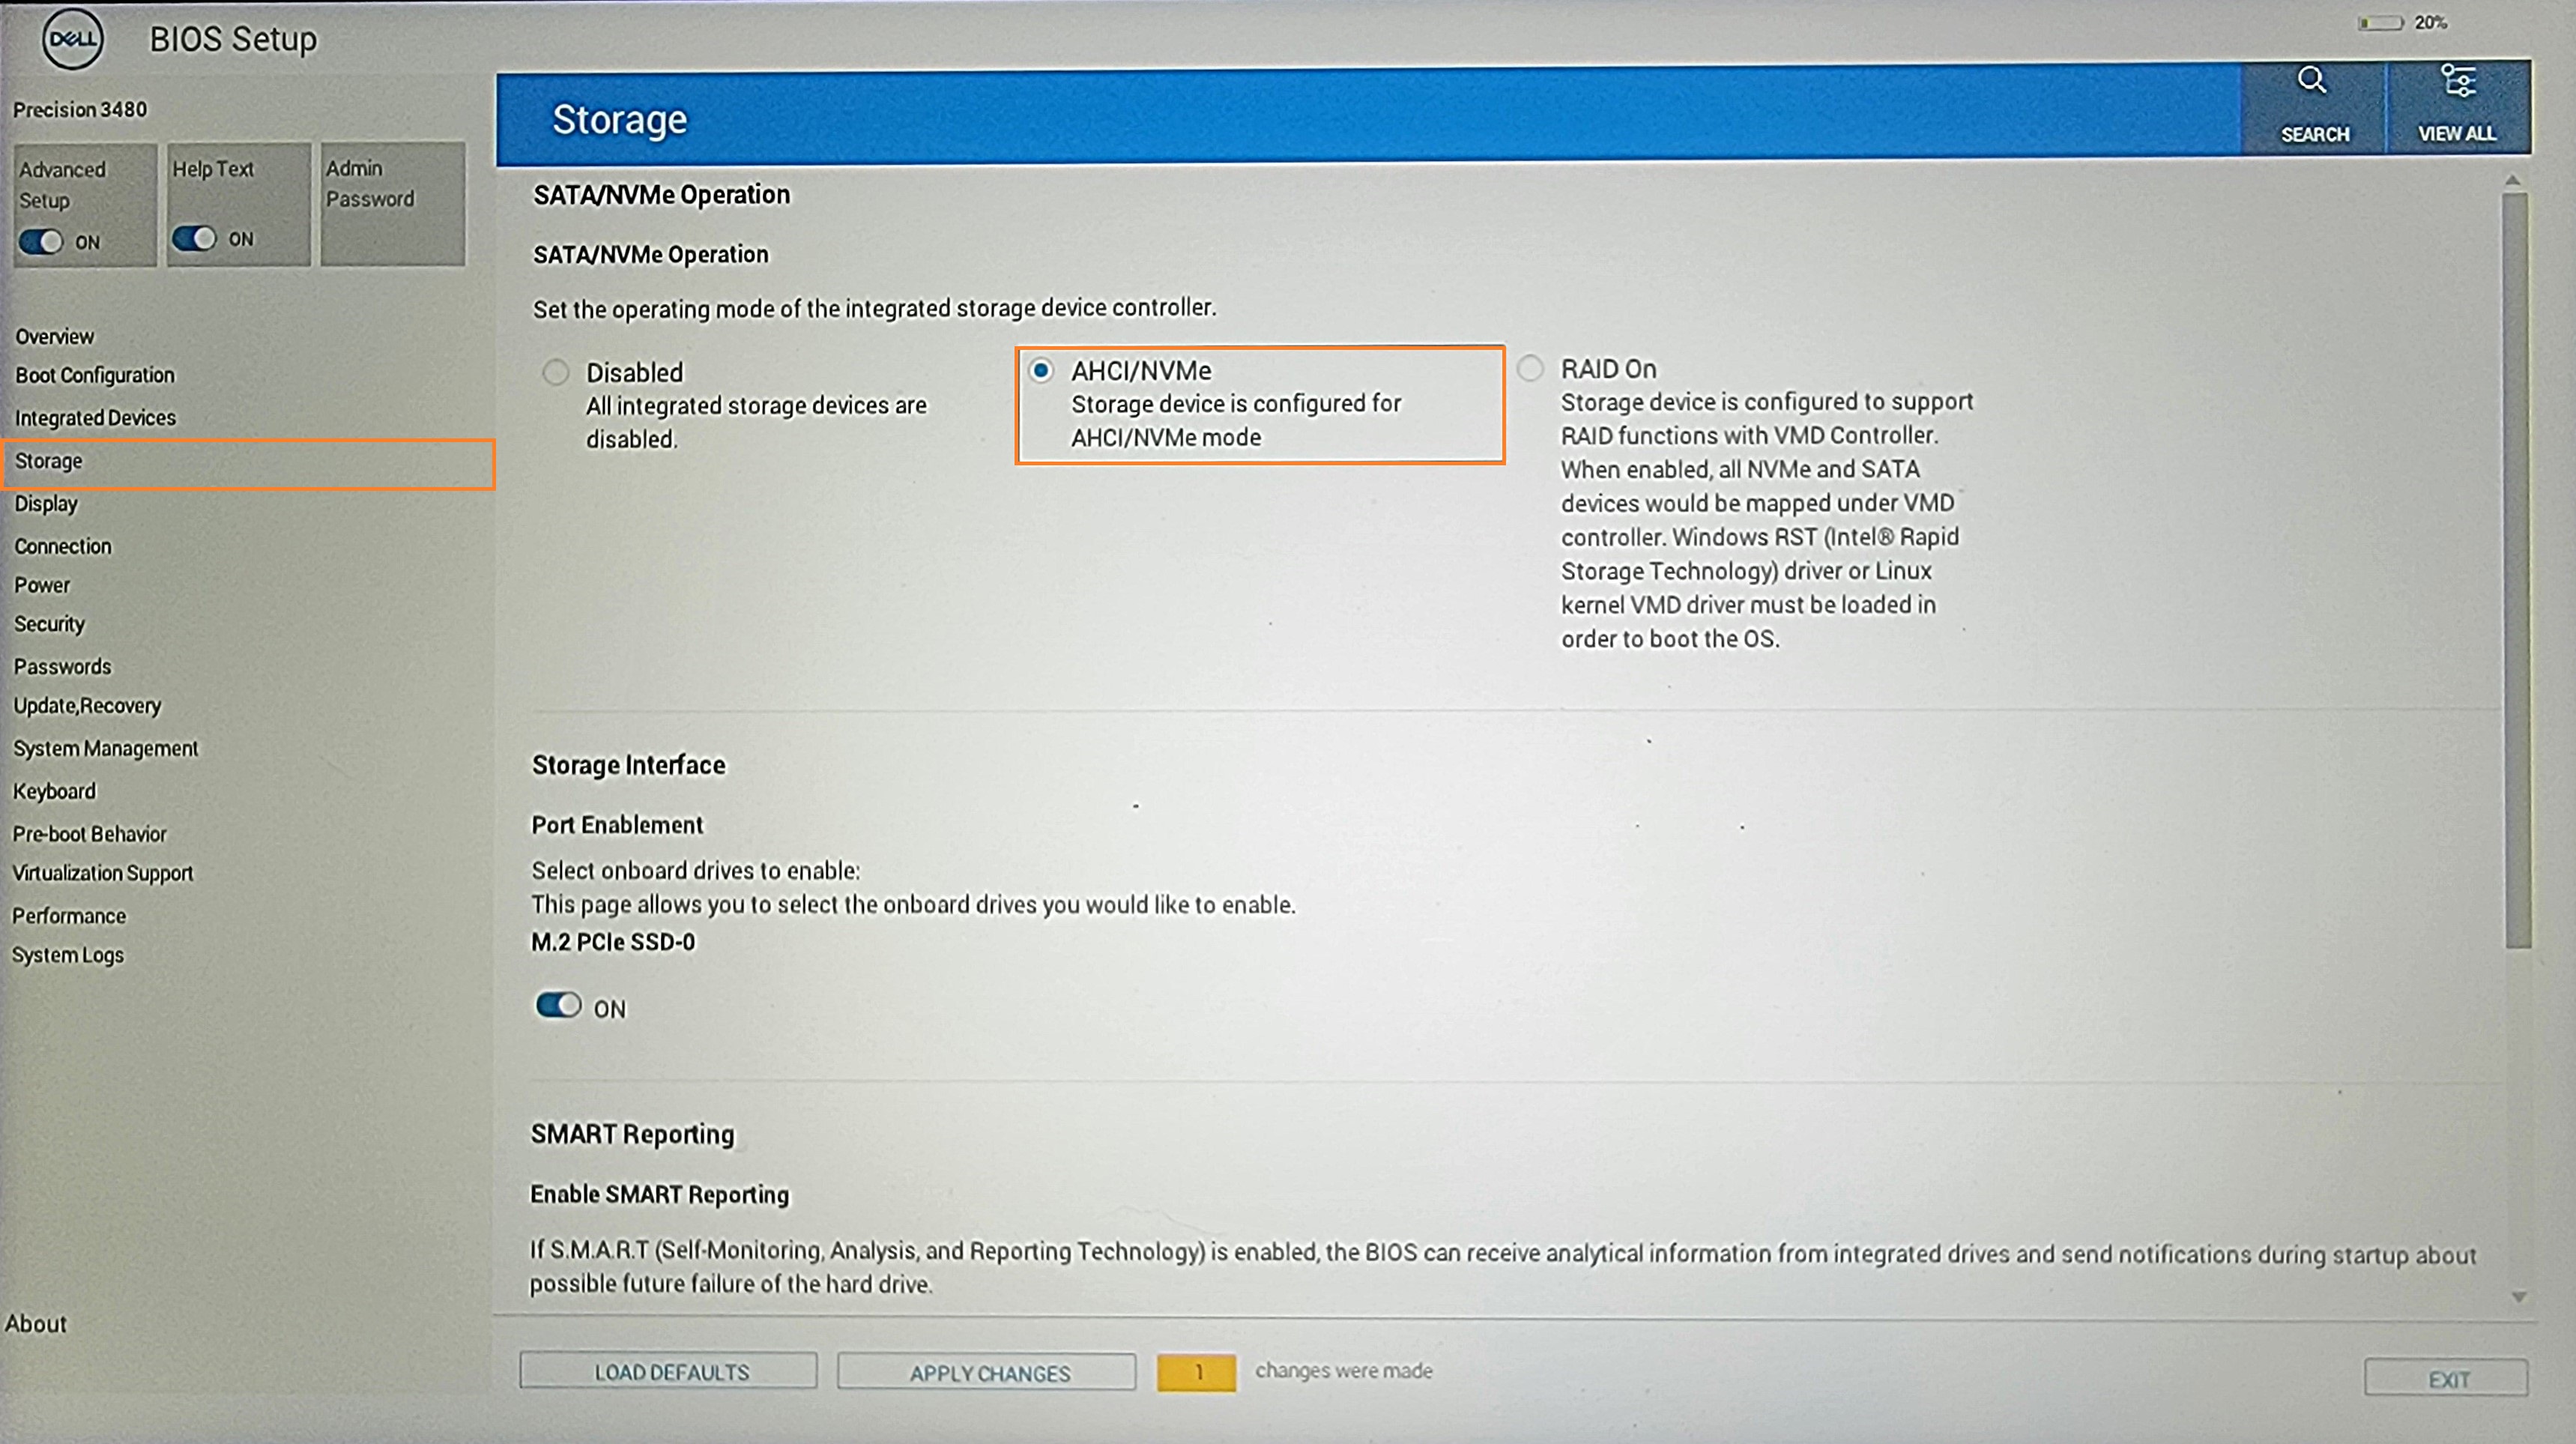 DELL
BIOS Setup
20%
Precision 3480
Advanced
Setup
ON
Help Text
ON
Admin
Password
Overview
Boot Configuration
Integrated Devices
Storage
Display
Connection
Power
Security
Passwords
Update,Recovery
System Management
Keyboard
Pre-boot Behavior
Virtualization Support
Performance
System Logs
About
Storage
SEARCH
VIEW ALL
SATA/NVMe Operation
SATA/NVMe Operation
Set the operating mode of the integrated storage device controller.
Disabled
All integrated storage devices are
disabled.
AHCI/NVMe
Storage device is configured for
AHCI/NVMe mode
RAID On
Storage device is configured to support
RAID functions with VMD Controller.
When enabled, all NVMe and SATA
devices would be mapped under VMD
controller. Windows RST (Intel® Rapid
Storage Technology) driver or Linux
kernel VMD driver must be loaded in
order to boot the OS.
Storage Interface
Port Enablement
Select onboard drives to enable:
This page allows you to select the onboard drives you would like to enable.
M.2 PCIe SSD-0
ON
SMART Reporting
Enable SMART Reporting
If S.M.A.R.T (Self-Monitoring, Analysis, and Reporting Technology) is enabled, the BIOS can receive analytical information from integrated drives and send notifications during startup about
possible future failure of the hard drive.
LOAD DEFAULTS
APPLY CHANGES
1
changes were made
EXIT